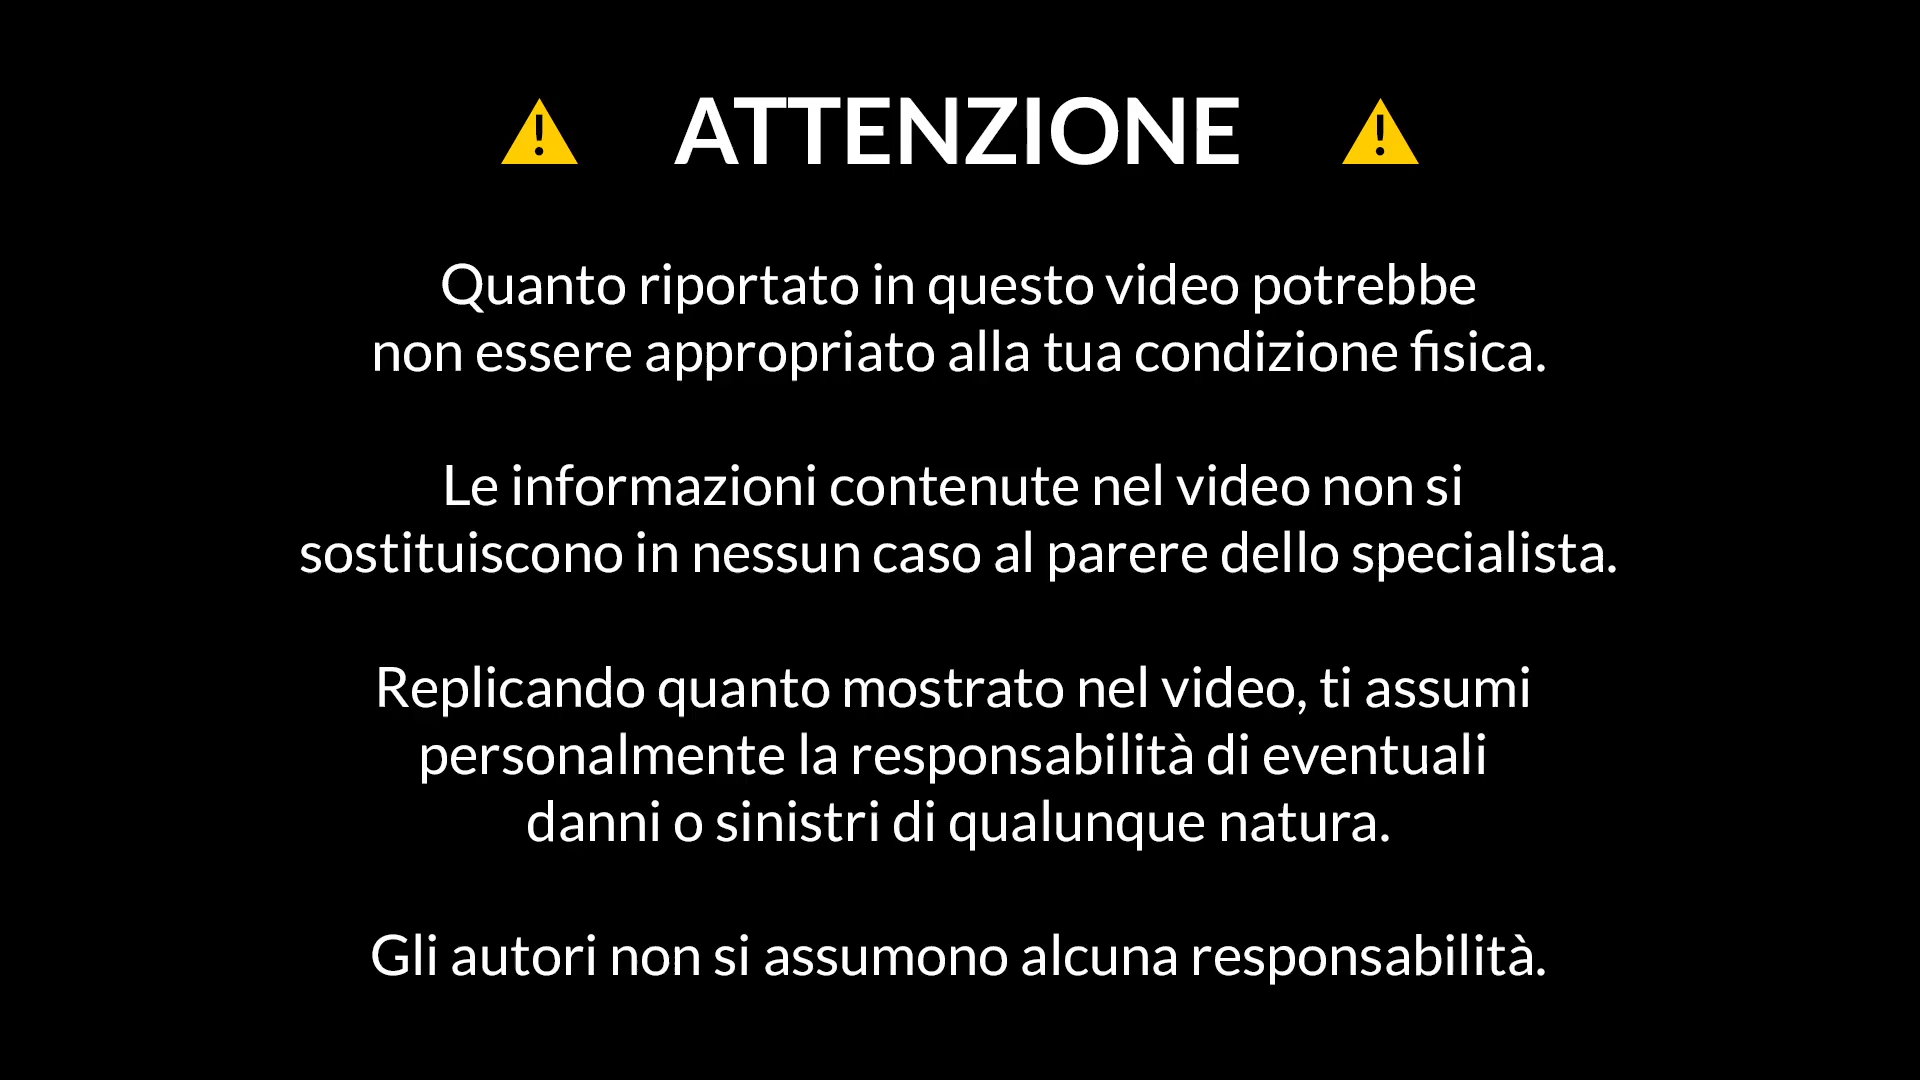 ATTENZIONE
Quanto riportato in questo video potrebbe
non essere appropriato alla tua condizione fisica.
Le informazioni contenute nel video non si
sostituiscono in nessun caso al parere dello specialista.
Replicando quanto mostrato nel video, ti assumi
personalmente la responsabilità di eventuali
danni o sinistri di qualunque natura.
Gli autori non si assumono alcuna responsabilità.